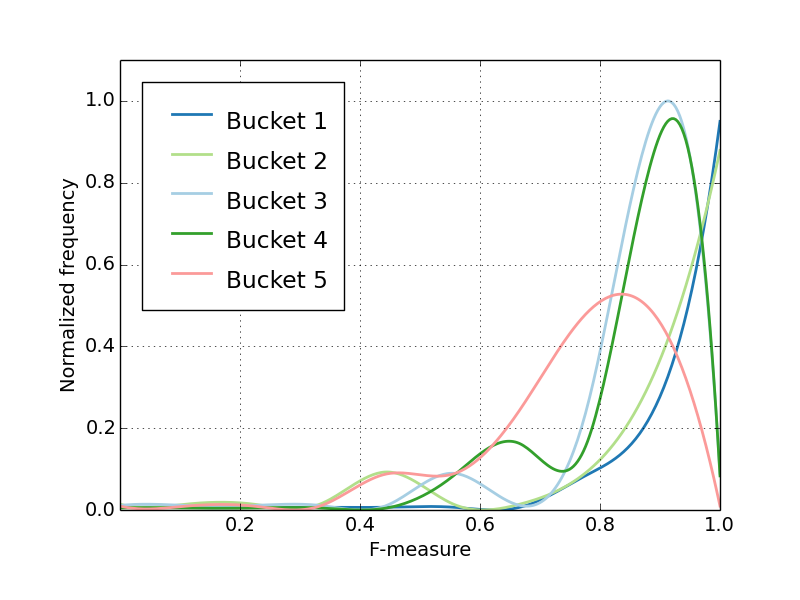 Normalized frequency
1.0
0.8
0.6
0.4
0.2
0.0
Bucket 1
Bucket 2
Bucket 3
Bucket 4
Bucket 5
0.2 0.4 0.6 0.8 1.0
F-measure